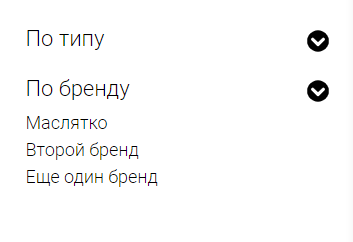 По типу
По бренду
Маслятко
Второй бренд
Еще один бренд